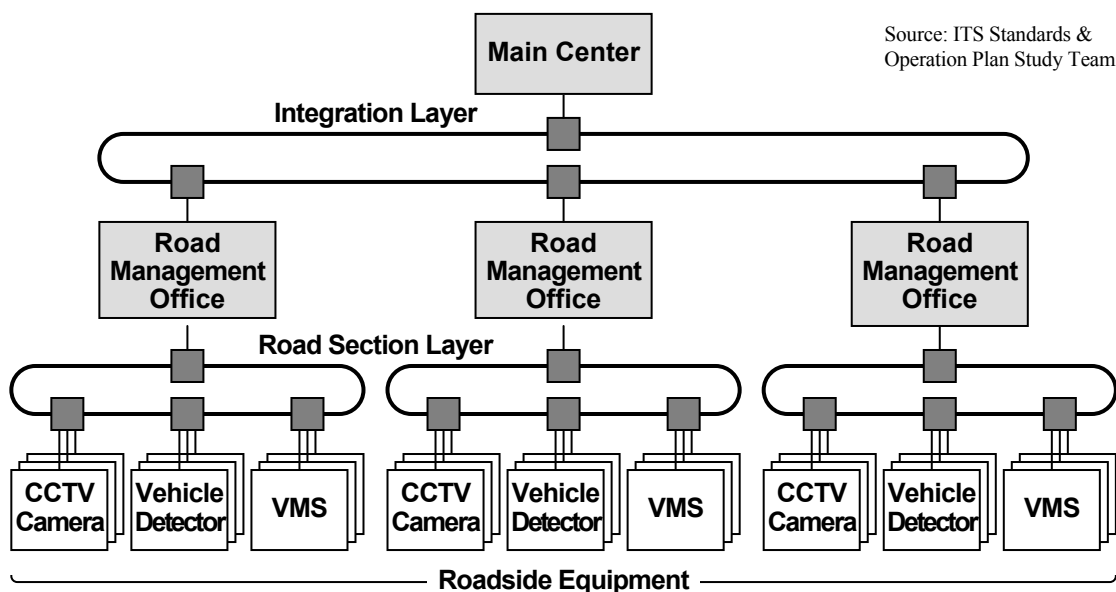 Source: ITS Standards &
Operation Plan Study Team
Main Center
Integration Layer
Road
Management
Office
Road
Management
Office
Road
Management
Office
Road Section Layer
CCTV
Camera
Vehicle
Detector
VMS
CCTV
Camera
Vehicle
Detector
VMS
CCTV
Camera
Vehicle
Detector
VMS
Roadside Equipment